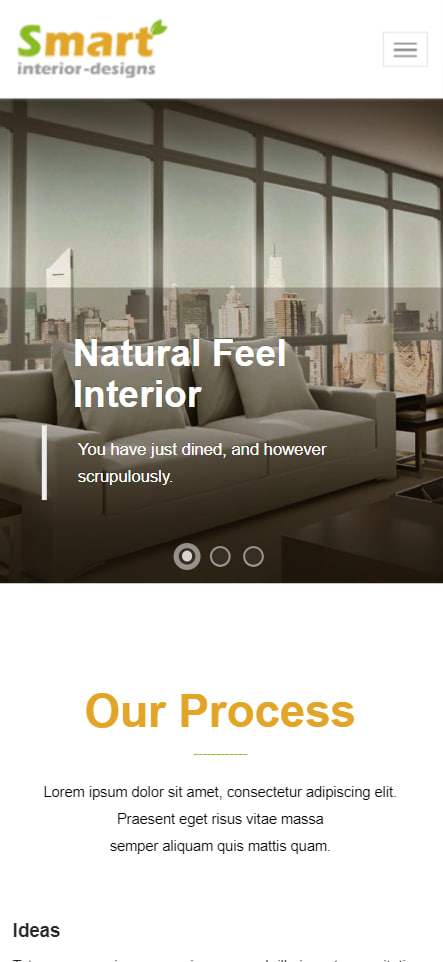 Smart
interior-designs
Natural Feel
Interior
You have just dined, and however
scrupulously.
Our Process
Lorem ipsum dolor sit amet, consectetur adipiscing elit.
Praesent eget risus vitae massa
semper aliquam quis mattis quam.
Ideas